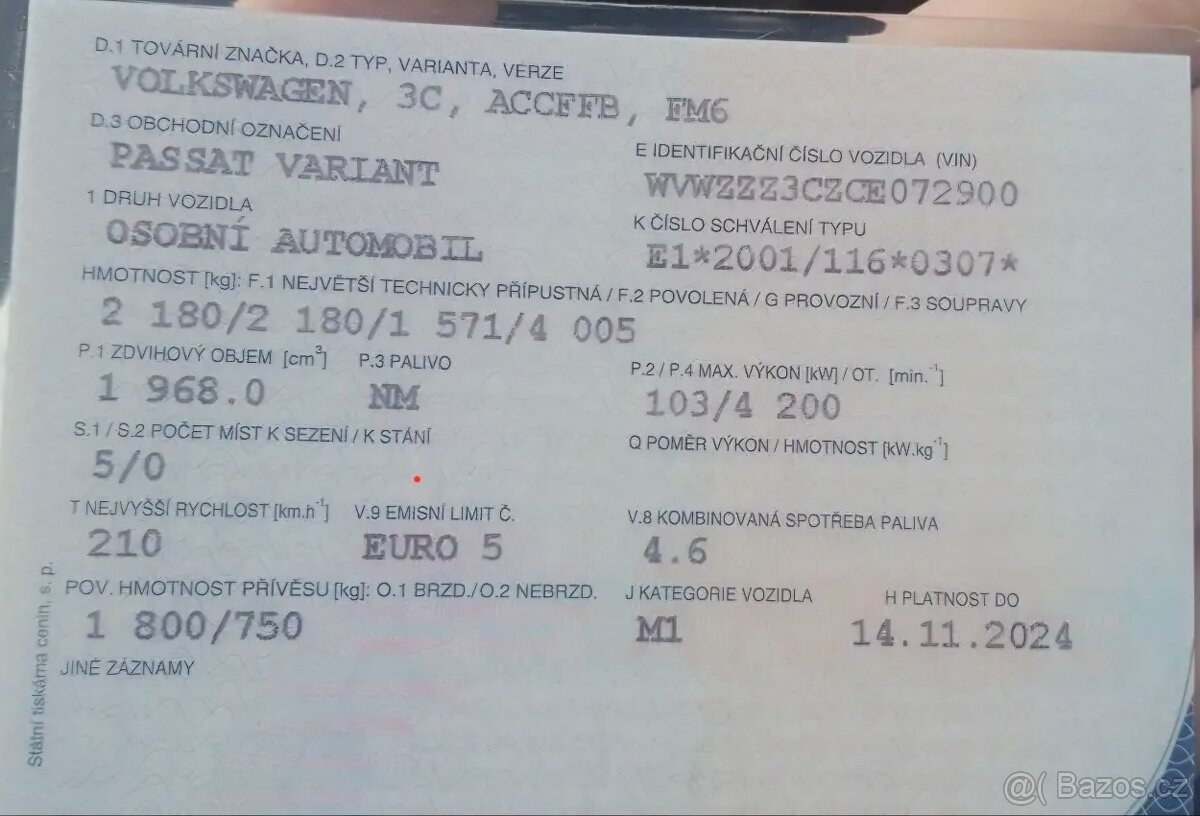 D.1 TOVÁRNÍ ZNAČKA, D.2 TYP, VARIANTA, VERZE
VOLKSWAGEN, 3C, ACCFFB, FM6
D.3 OBCHODNÍ OZNAČENÍ
PASSAT VARIANT
E IDENTIFIKAČNÍ ČÍSLO VOZIDLA (VIN)
WVWZZZ3CZCE072900
1 DRUH VOZIDLA
OSOBNÍ AUTOMOBIL
K ČÍSLO SCHVÁLENÍ TYPU
E1*2001/116*0307*
HMOTNOST [kg]: F.1 NEJVĚTŠÍ TECHNICKY PŘÍPUSTNÁ / F.2 POVOLENÁ / G PROVOZNÍ / F.3 SOUPRAVY
2 180/2 180/1 571/4 005
P.1 ZDVIHOVÝ OBJEM [cm³] P.3 PALIVO P.2 / P.4 MAX. VÝKON [kW] / OT. [min.⁻¹]
1 968.0 NM 103/4 200
S.1 / S.2 POČET MÍST K SEZENÍ / K STÁNÍ Q POMĚR VÝKON / HMOTNOST [kW.kg⁻¹]
5/0
T NEJVYŠŠÍ RYCHLOST [km.h⁻¹] V.9 EMISNÍ LIMIT Č. V.8 KOMBINOVANÁ SPOTŘEBA PALIVA
210 EURO 5 4.6
POV. HMOTNOST PŘÍVĚSU [kg]: O.1 BRZD./O.2 NEBRZD. J KATEGORIE VOZIDLA H PLATNOST DO
1 800/750 M1 14.11.2024
JINÉ ZÁZNAMY
Státní tiskárna cenin, s. p.
@( Bazos.cz